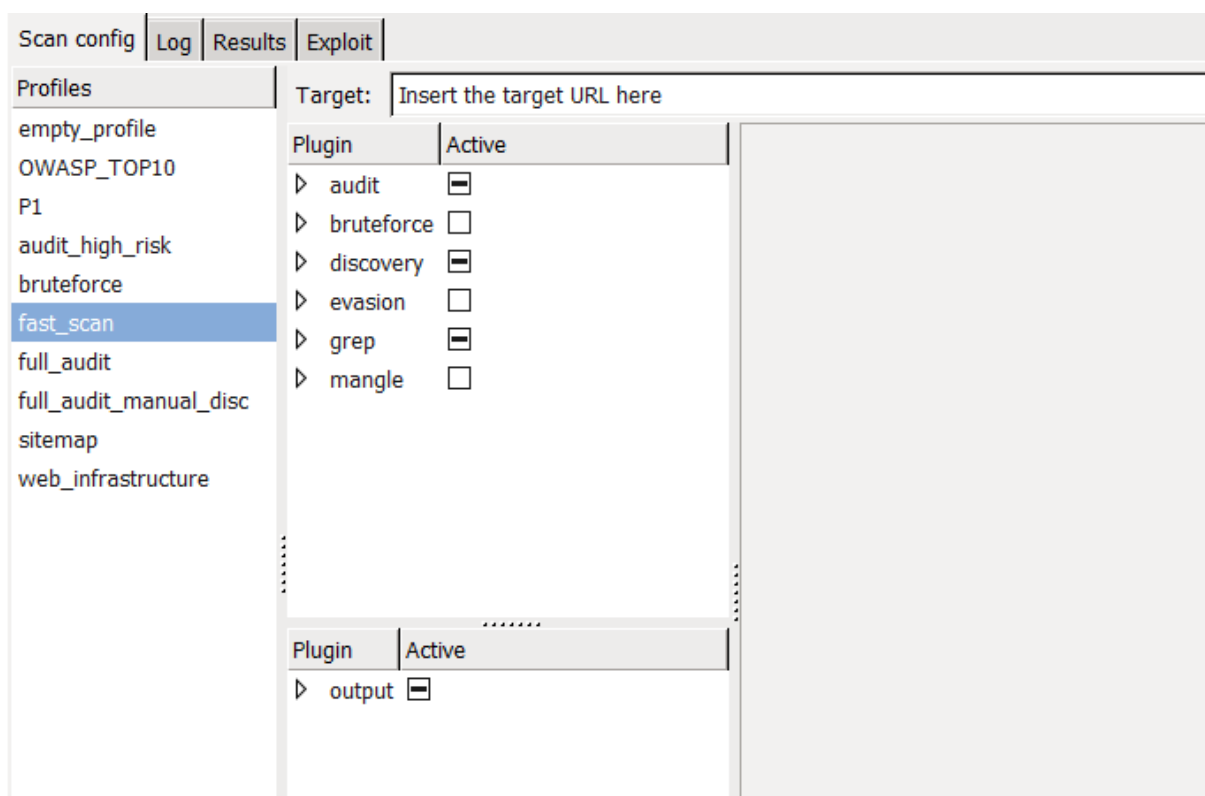 Scan config Log Results Exploit
Profiles
empty_profile
OWASP_TOP10
P1
audit_high_risk
bruteforce
fast_scan
full_audit
full_audit_manual_disc
sitemap
web_infrastructure
Target: Insert the target URL here
Plugin Active
audit
bruteforce
discovery
evasion
grep
mangle
Plugin Active
output